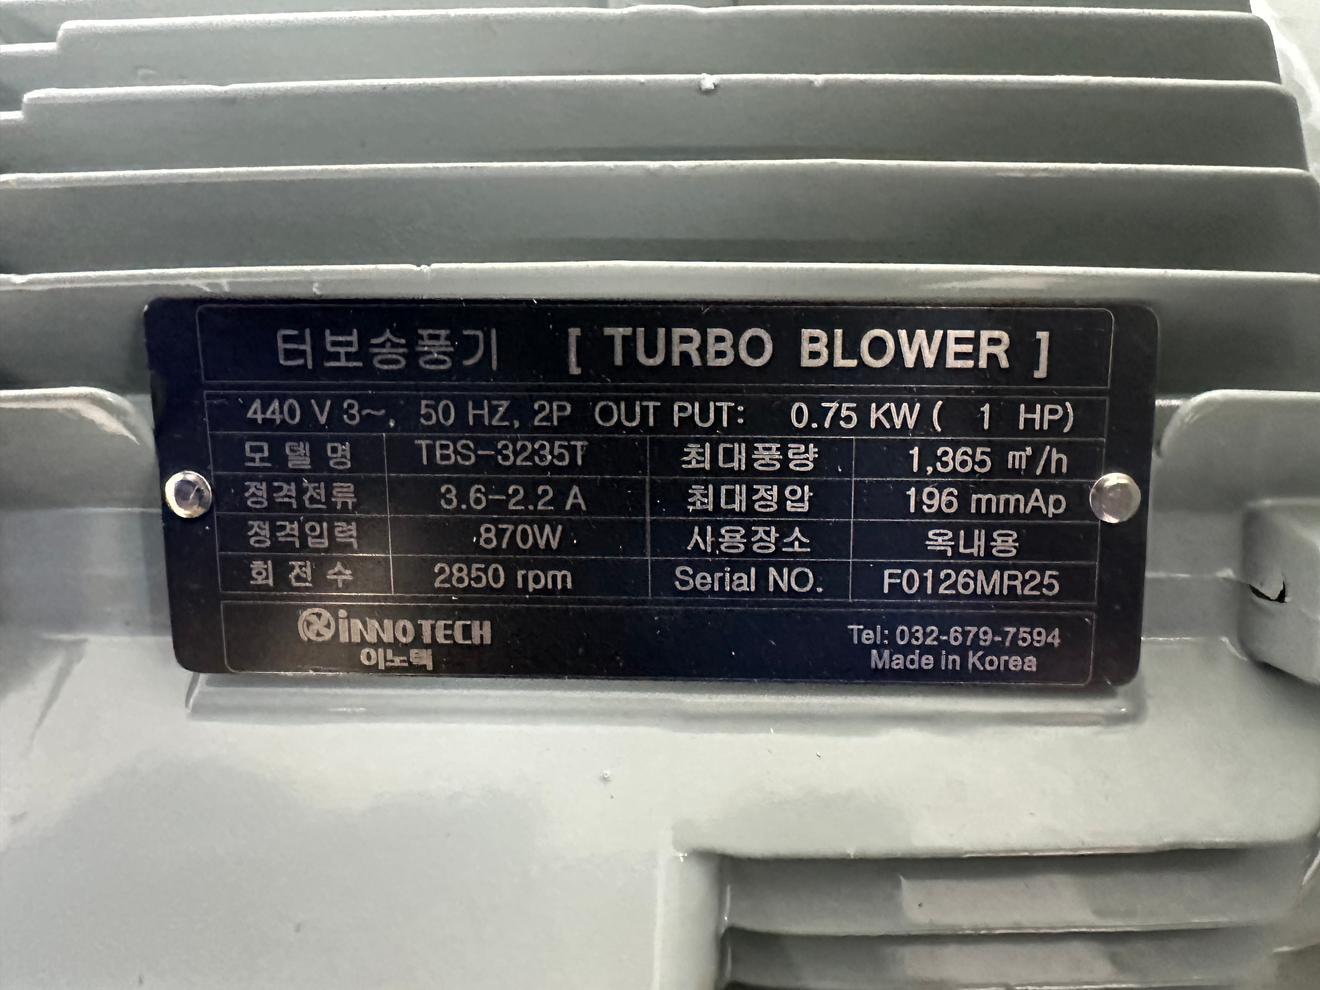 터보송풍기 [ TURBO BLOWER ]
440 V 3~, 50 HZ, 2P OUT PUT: 0.75 KW ( 1 HP)
모 델 명 TBS-3235T 최대풍량 1,365 ㎥/h
정격전류 3.6-2.2 A 최대정압 196 mmAp
정격입력 870W 사용장소 옥내용
회 전 수 2850 rpm Serial NO. F0126MR25
INNOTECH
이노텍
Tel: 032-679-7594
Made in Korea